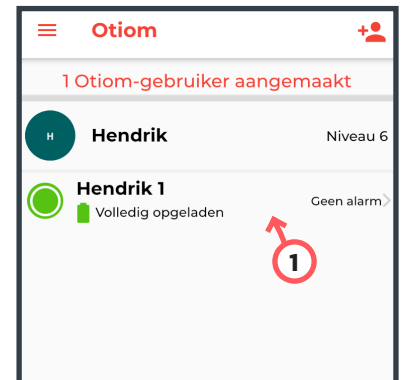 Otiom
1 Otiom-gebruiker aangemaakt
H Hendrik Niveau 6
Hendrik 1
Volledig opgeladen Geen alarm
1